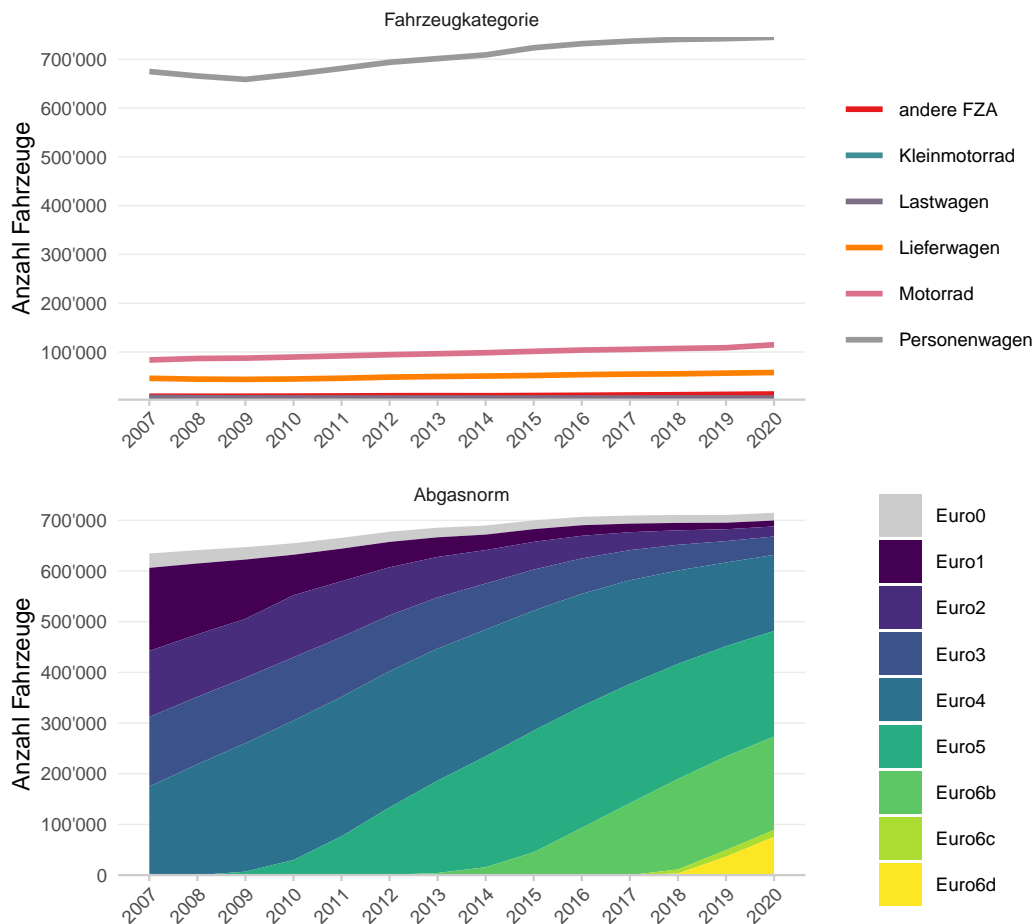 Fahrzeugkategorie
Anzahl Fahrzeuge
700'000
600'000
500'000
400'000
300'000
200'000
100'000
2007
2008
2009
2010
2011
2012
2013
2014
2015
2016
2017
2018
2019
2020
andere FZA
Kleinmotorrad
Lastwagen
Lieferwagen
Motorrad
Personenwagen
Abgasnorm
Anzahl Fahrzeuge
700'000
600'000
500'000
400'000
300'000
200'000
100'000
0
2007
2008
2009
2010
2011
2012
2013
2014
2015
2016
2017
2018
2019
2020
Euro0
Euro1
Euro2
Euro3
Euro4
Euro5
Euro6b
Euro6c
Euro6d